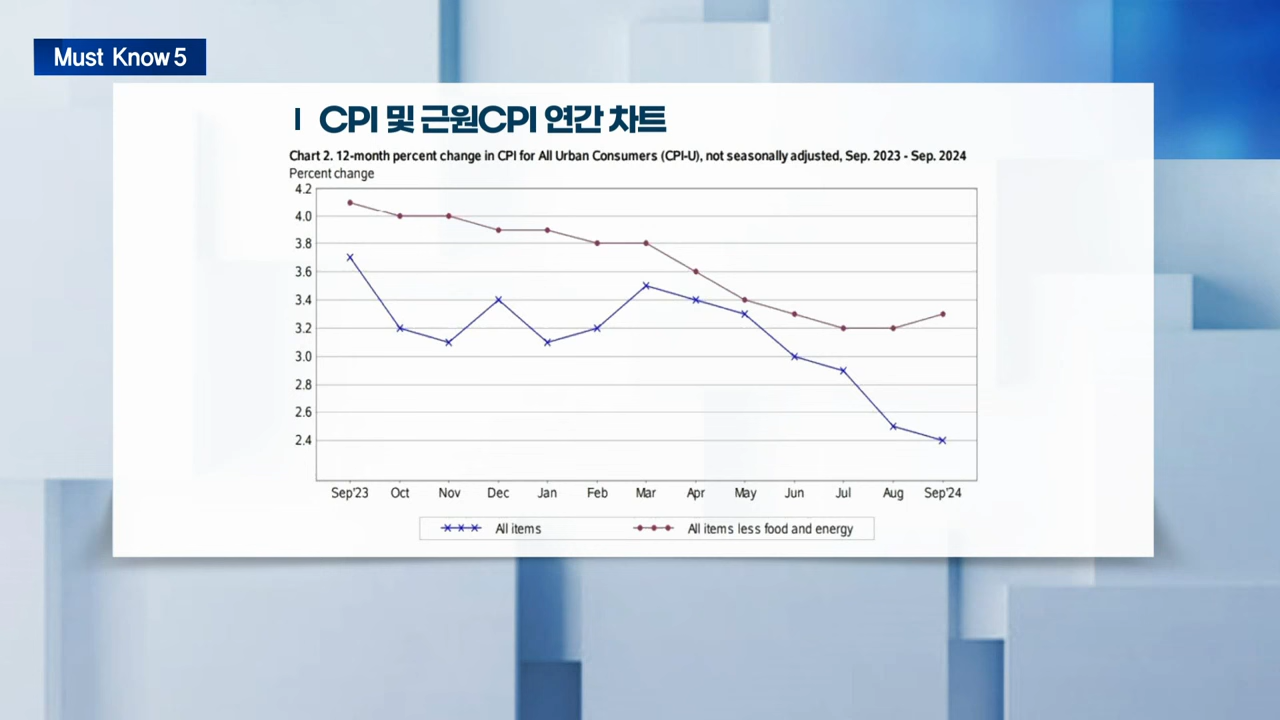 Must Know 5
CPI 및 근원CPI 연간 차트
Chart 2. 12-month percent change in CPI for All Urban Consumers (CPI-U), not seasonally adjusted, Sep. 2023 - Sep. 2024
Percent change
4.2
4.0
3.8
3.6
3.4
3.2
3.0
2.8
2.6
2.4
Sep'23 Oct Nov Dec Jan Feb Mar Apr May Jun Jul Aug Sep'24
All items All items less food and energy